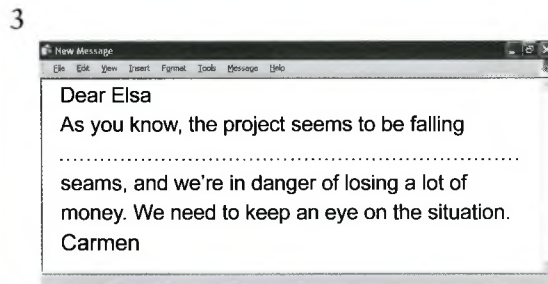 3
New Message
File Edit View Insert Format Tools Message Help
Dear Elsa
As you know, the project seems to be falling
..............................................................................
seams, and we're in danger of losing a lot of
money. We need to keep an eye on the situation.
Carmen